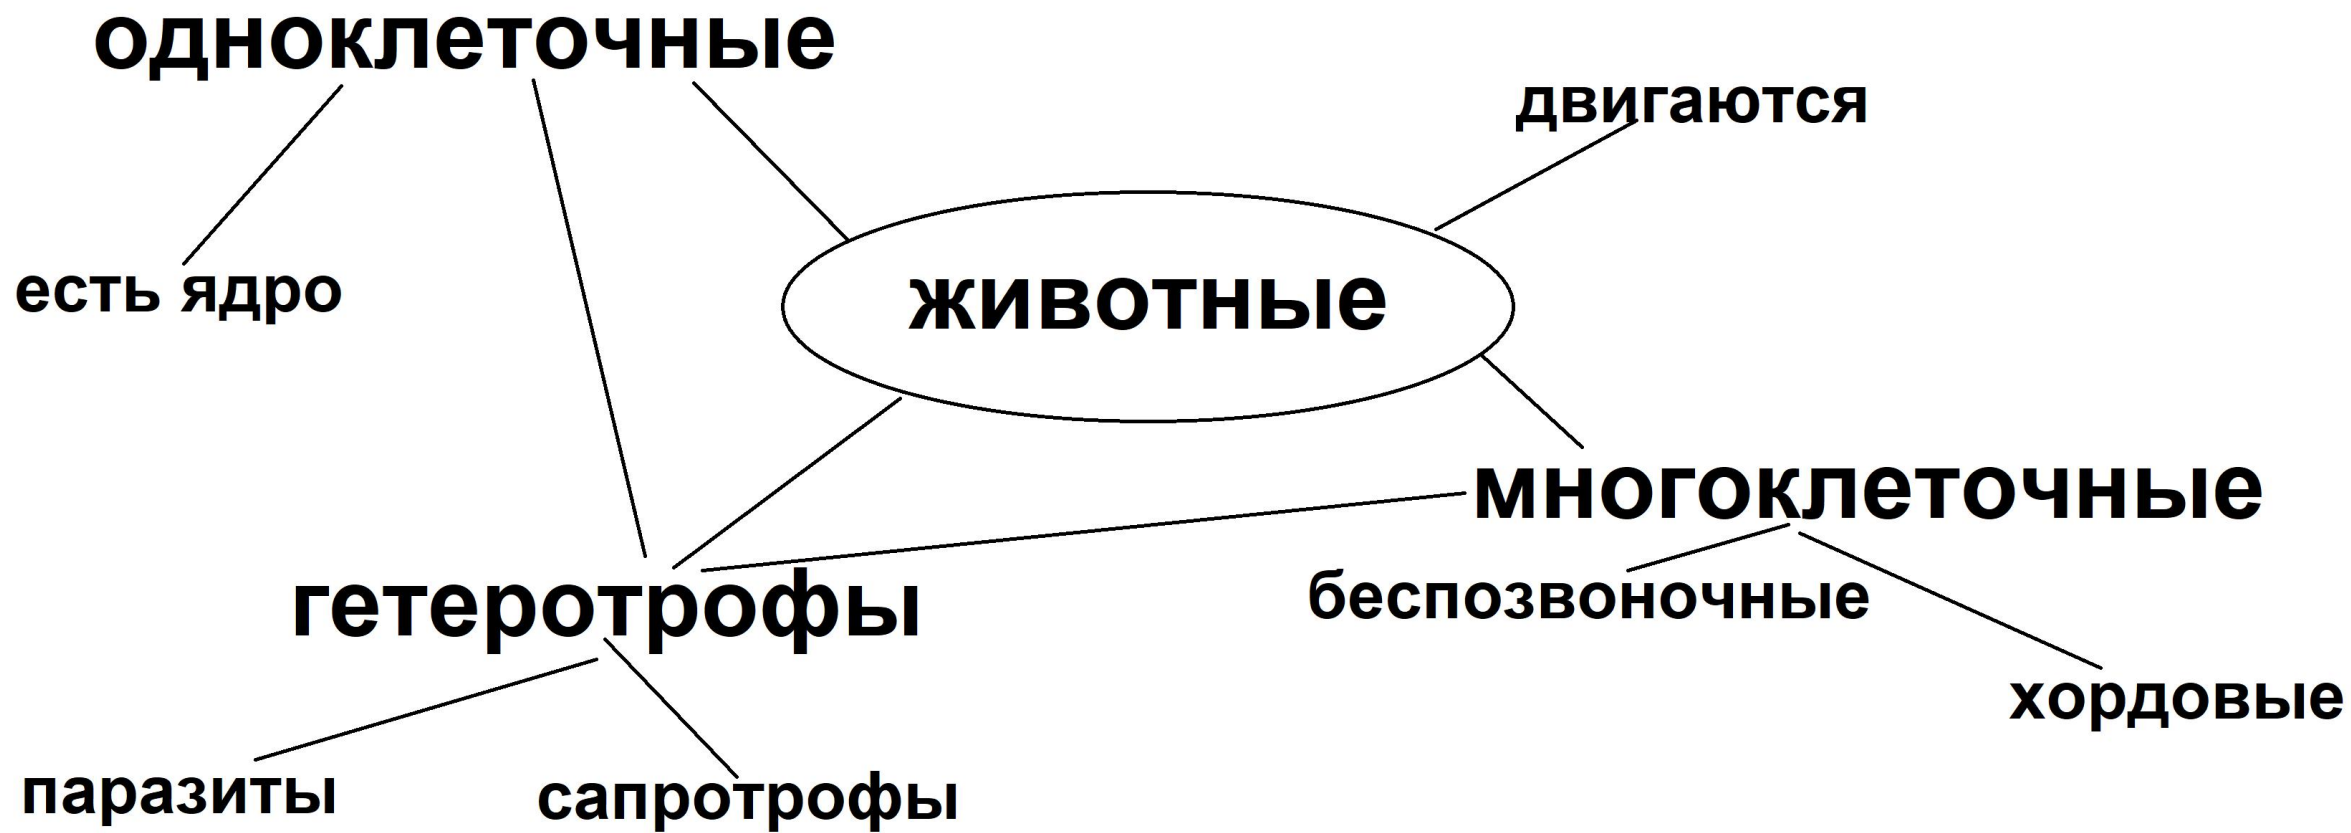 одноклеточные
двигаются
есть ядро
животные
многоклеточные
беспозвоночные
гетеротрофы
хордовые
паразиты
сапротрофы